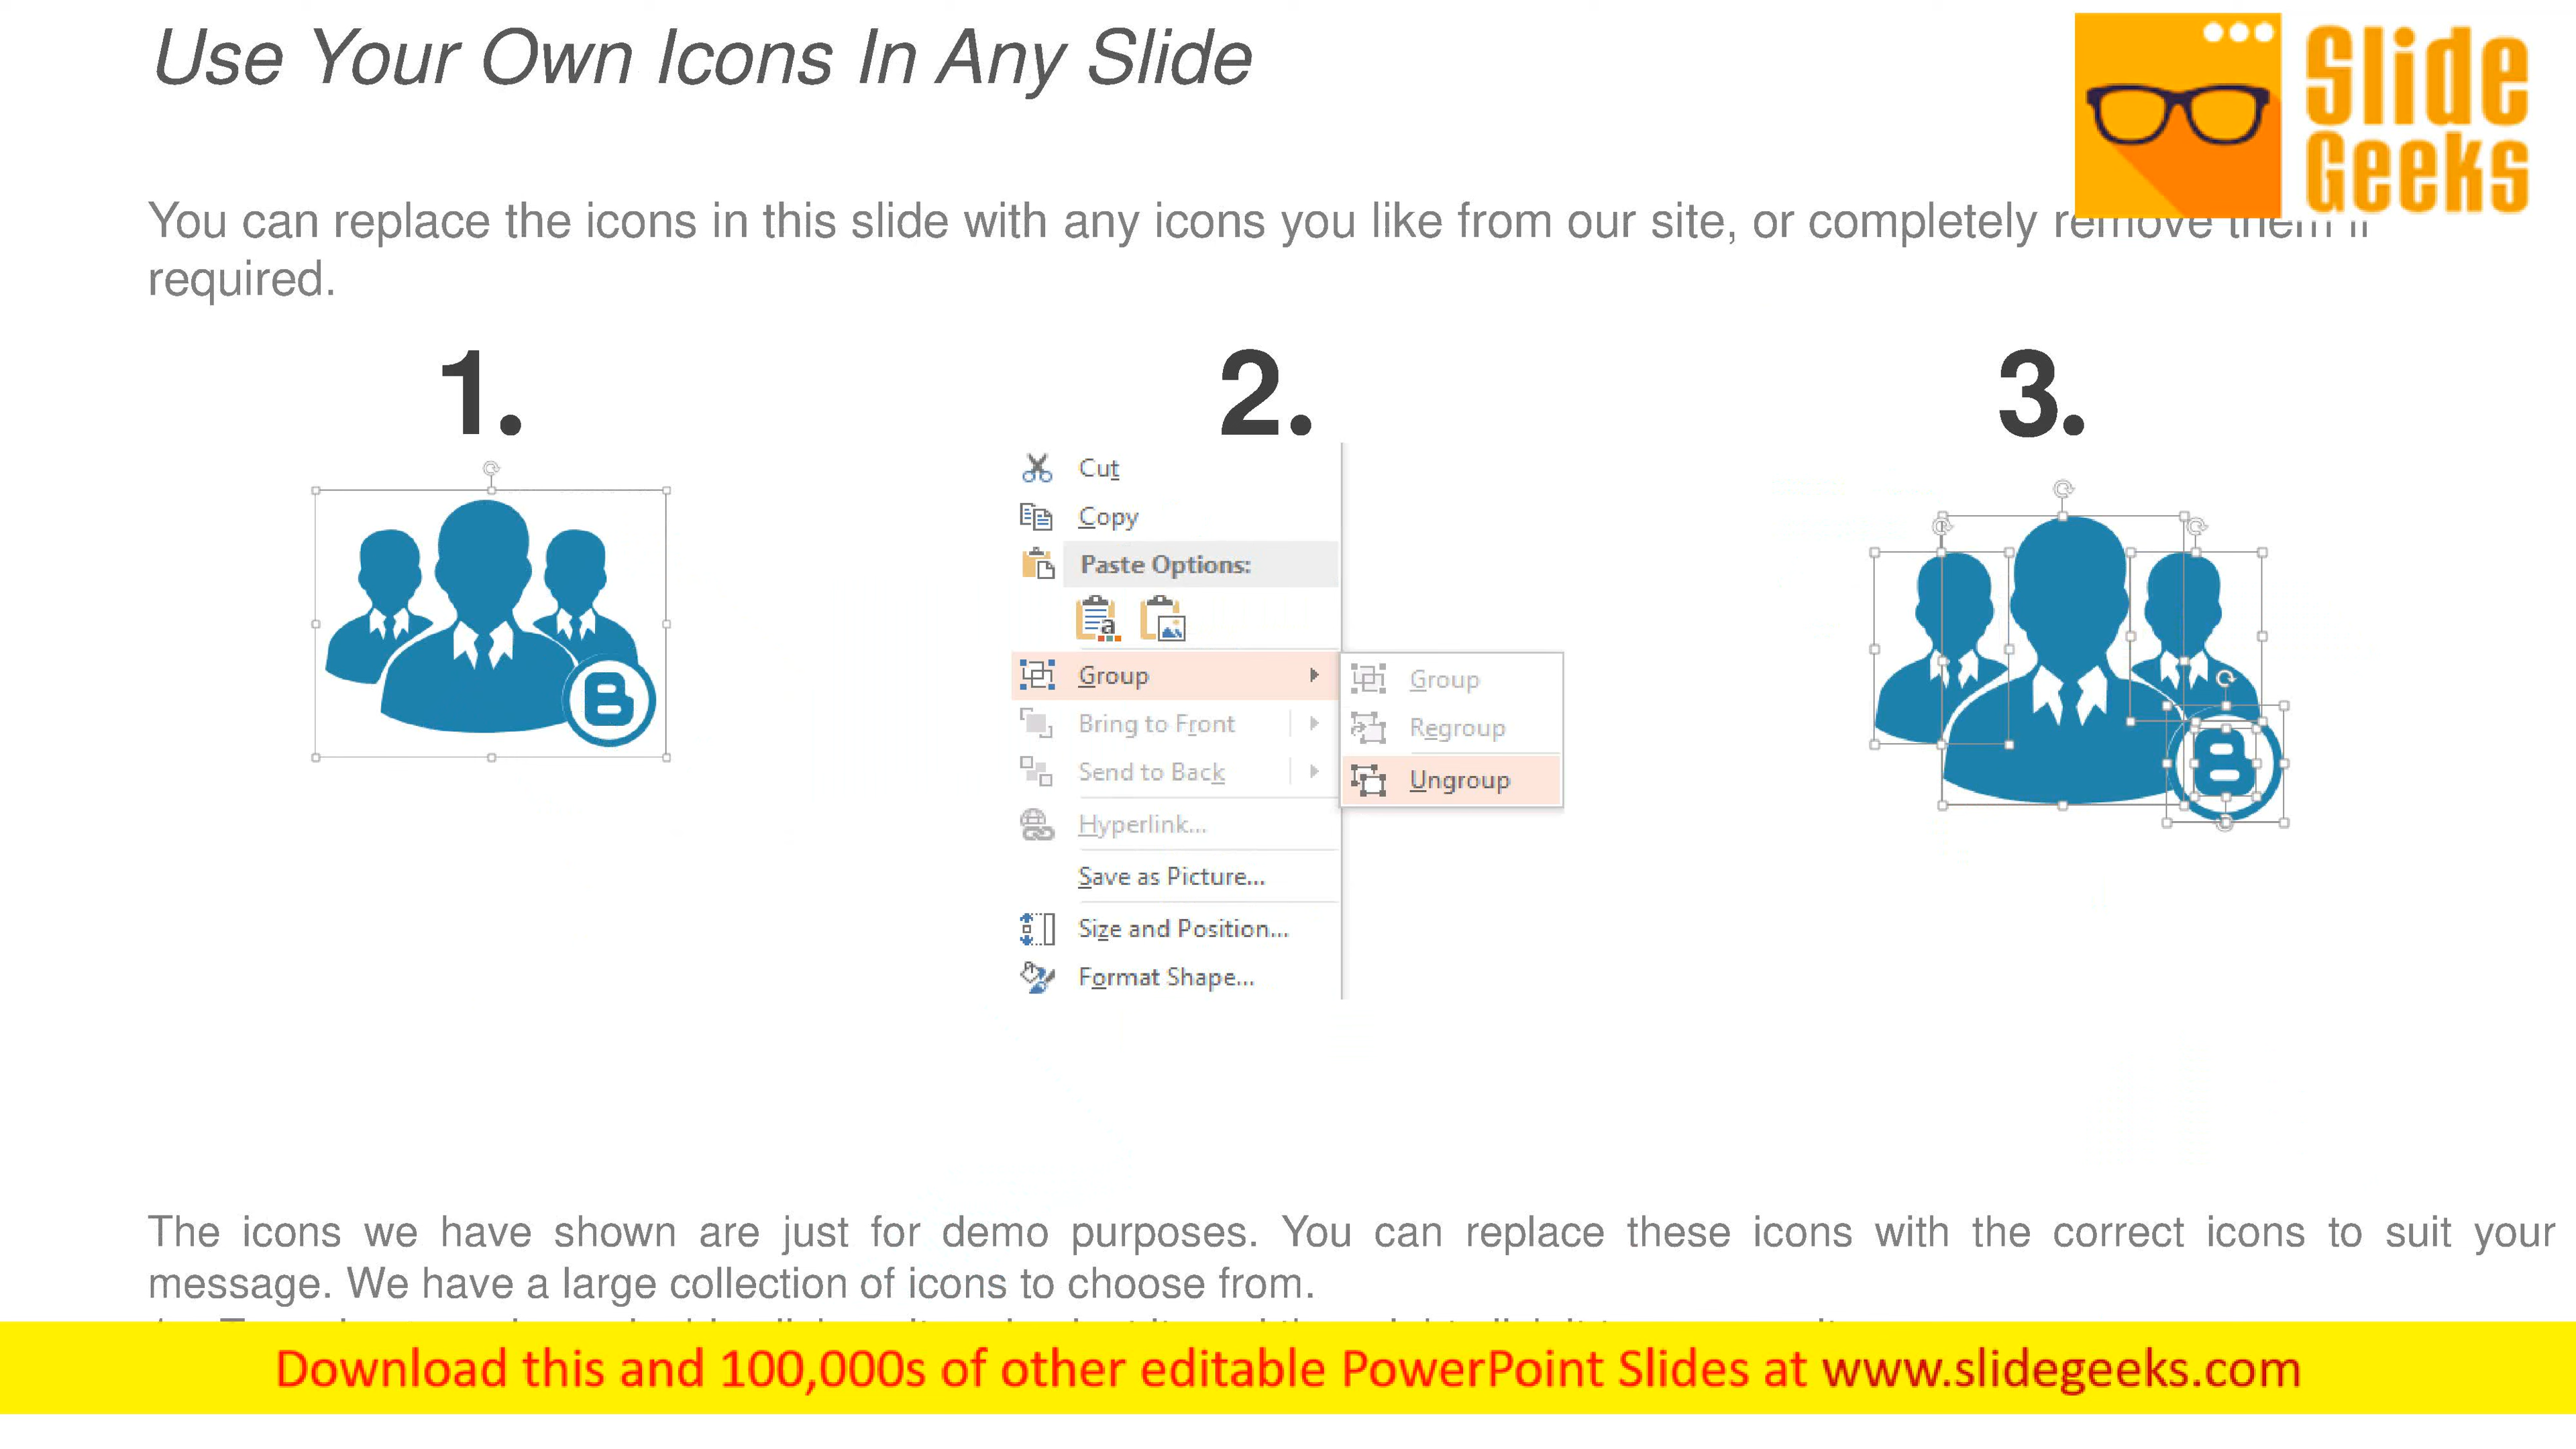 Use Your Own Icons In Any Slide
Slide
Geeks
You can replace the icons in this slide with any icons you like from our site, or completely remove them if
required.
1.
2.
3.
Cut
Copy
Paste Options:
Group
Bring to Front
Send to Back
Hyperlink...
Save as Picture...
Size and Position...
Format Shape...
Group
Regroup
Ungroup
The icons we have shown are just for demo purposes. You can replace these icons with the correct icons to suit your
message. We have a large collection of icons to choose from.
Download this and 100,000s of other editable PowerPoint Slides at www.slidegeeks.com